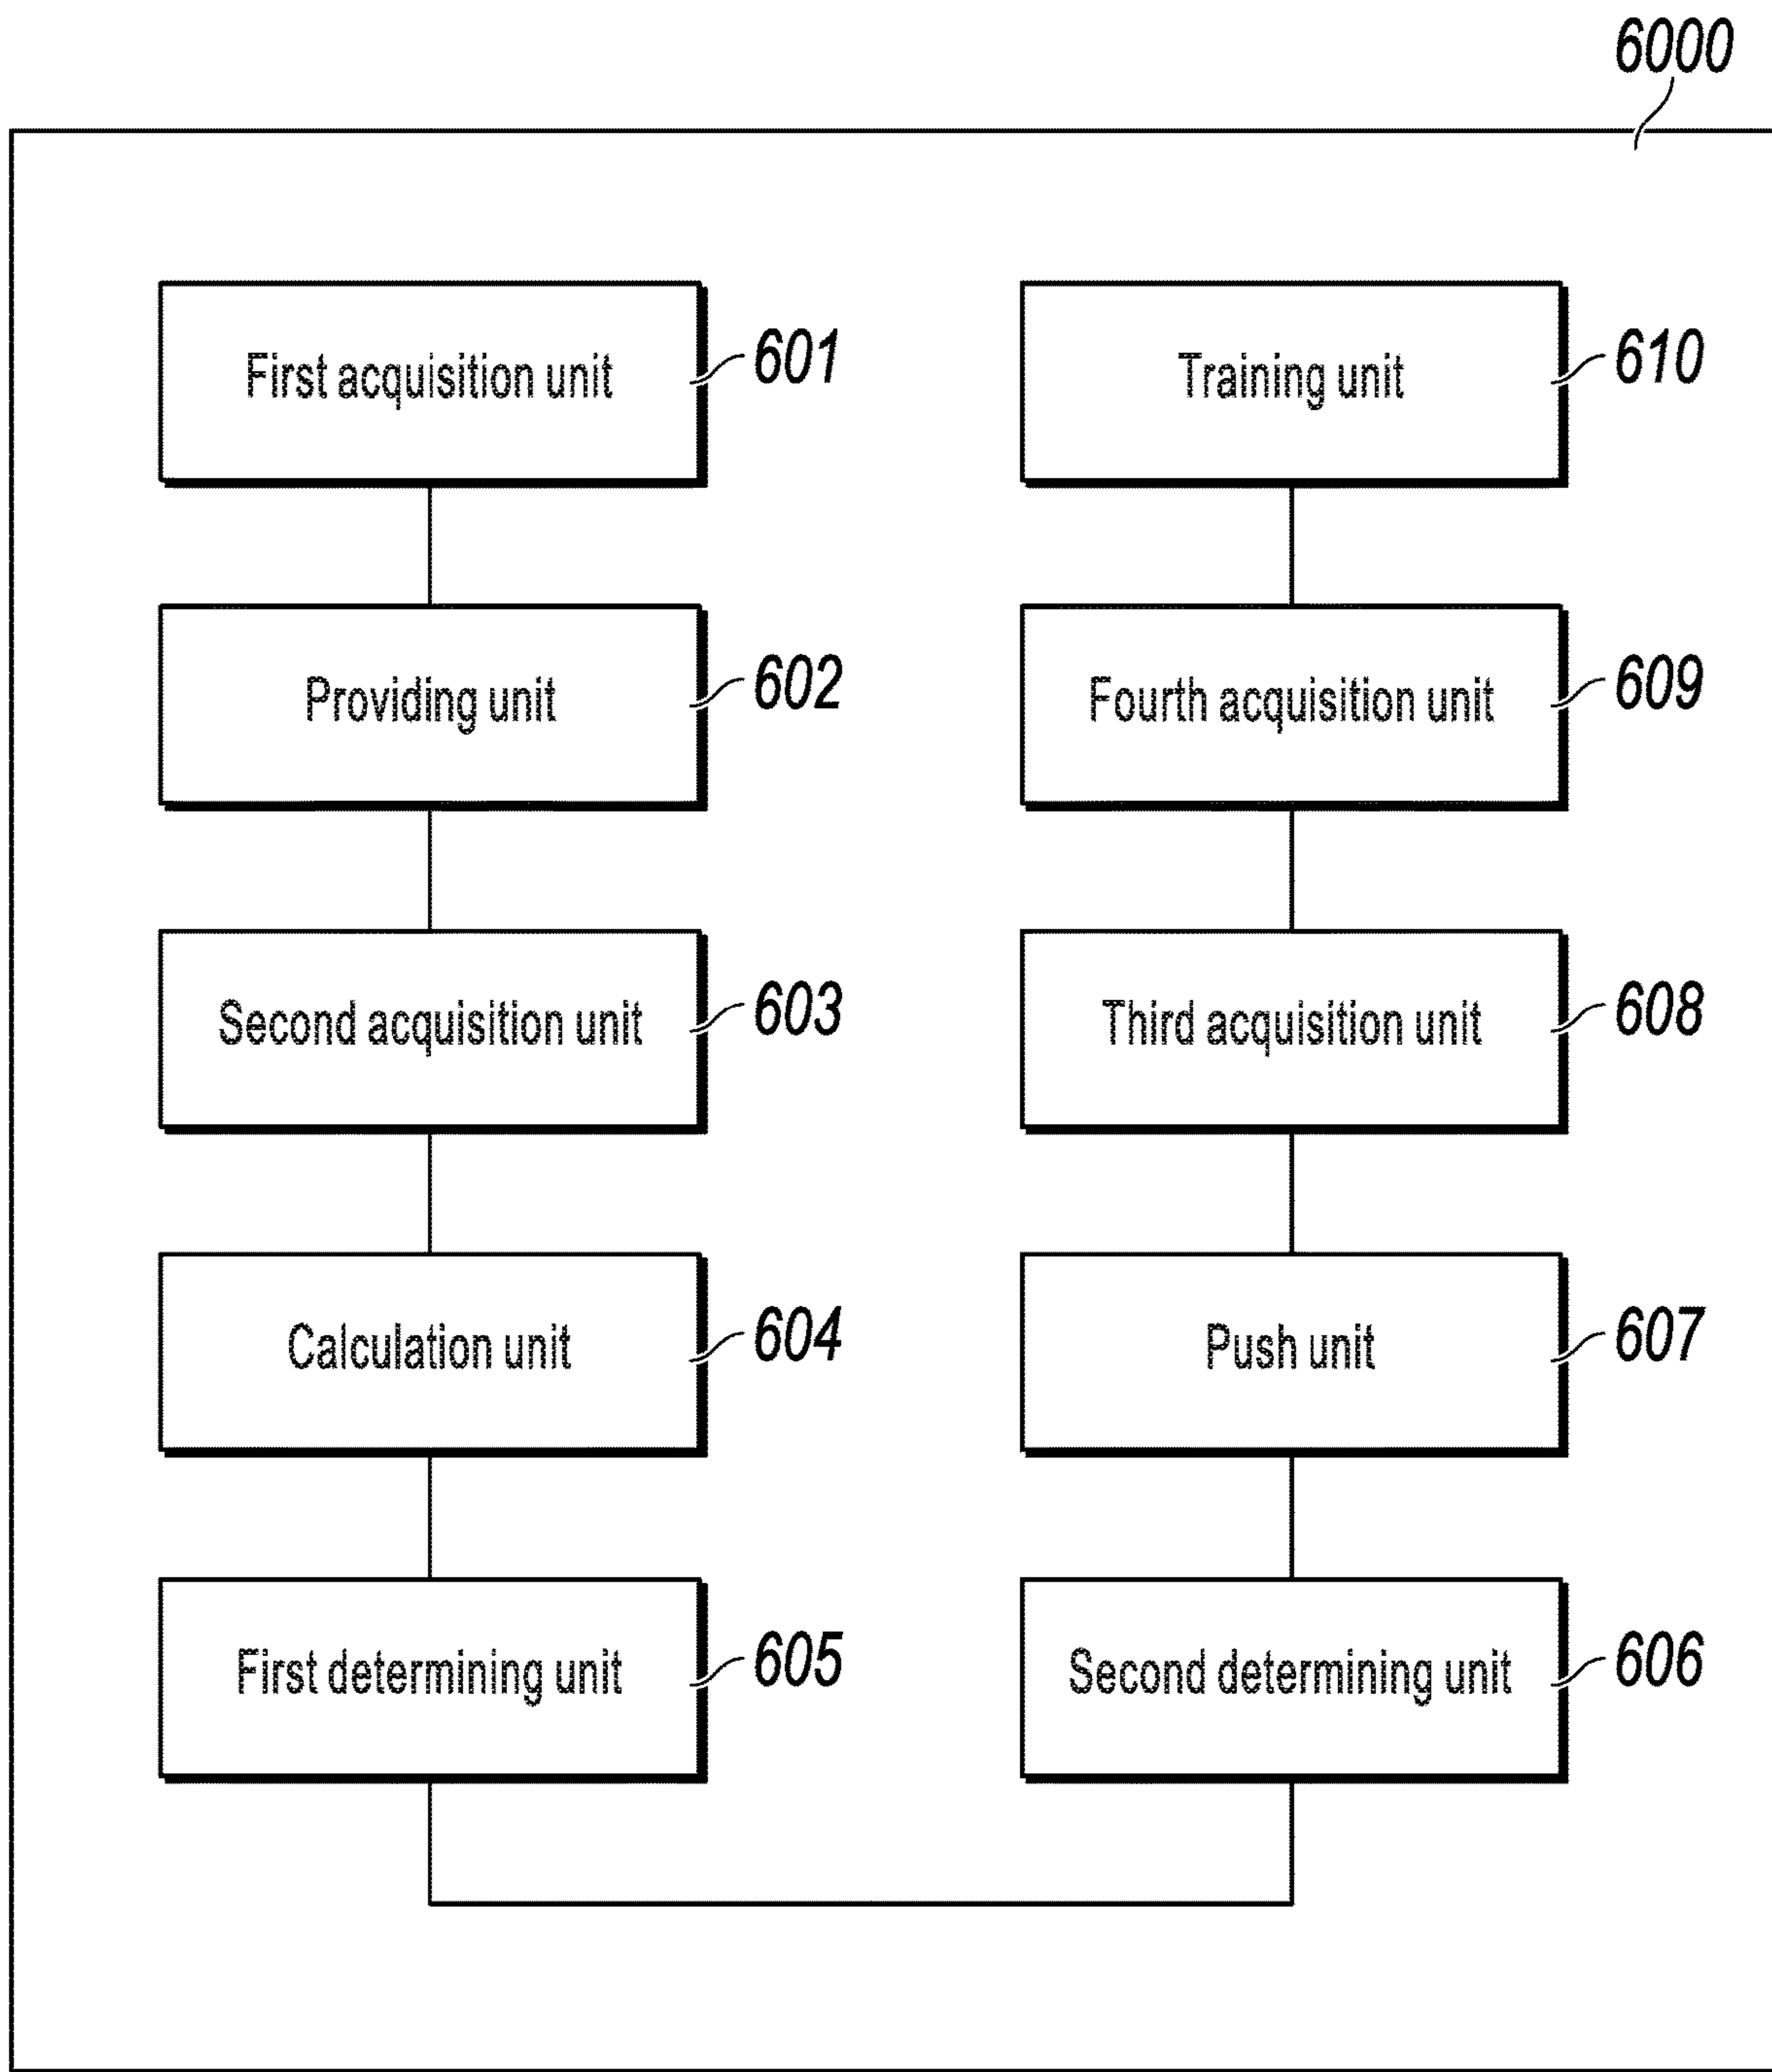 6000
First acquisition unit
601
Providing unit
602
Second acquisition unit
603
Calculation unit
604
First determining unit
605
Training unit
610
Fourth acquisition unit
609
Third acquisition unit
608
Push unit
607
Second determining unit
606